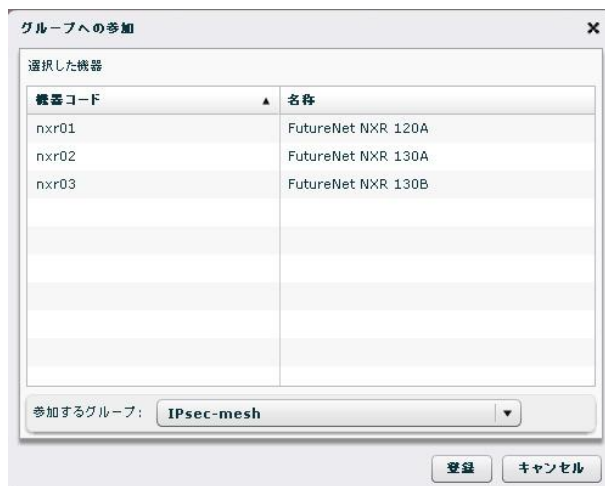 グループへの参加
選択した機器
機器コード 名称
nxr01 FutureNet NXR 120A
nxr02 FutureNet NXR 130A
nxr03 FutureNet NXR 130B
参加するグループ: IPsec-mesh
登録 キャンセル